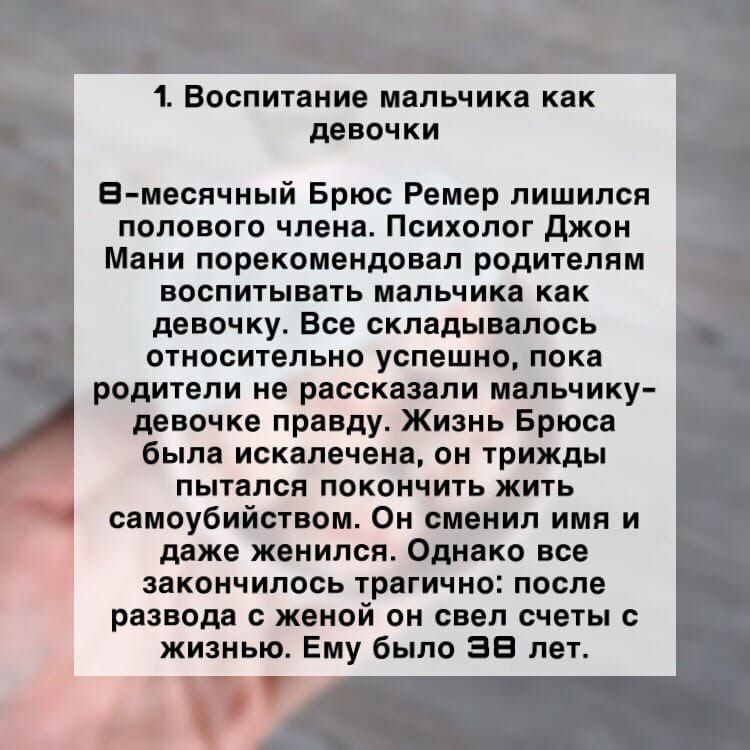 1. Воспитание мальчика как
девочки
8-месячный Брюс Ремер лишился
полового члена. Психолог Джон
Мани порекомендовал родителям
воспитывать мальчика как
девочку. Все складывалось
относительно успешно, пока
родители не рассказали мальчику-
девочке правду. Жизнь Брюса
была искалечена, он трижды
пытался покончить жить
самоубийством. Он сменил имя и
даже женился. Однако все
закончилось трагично: после
развода с женой он свел счеты с
жизнью. Ему было 38 лет.